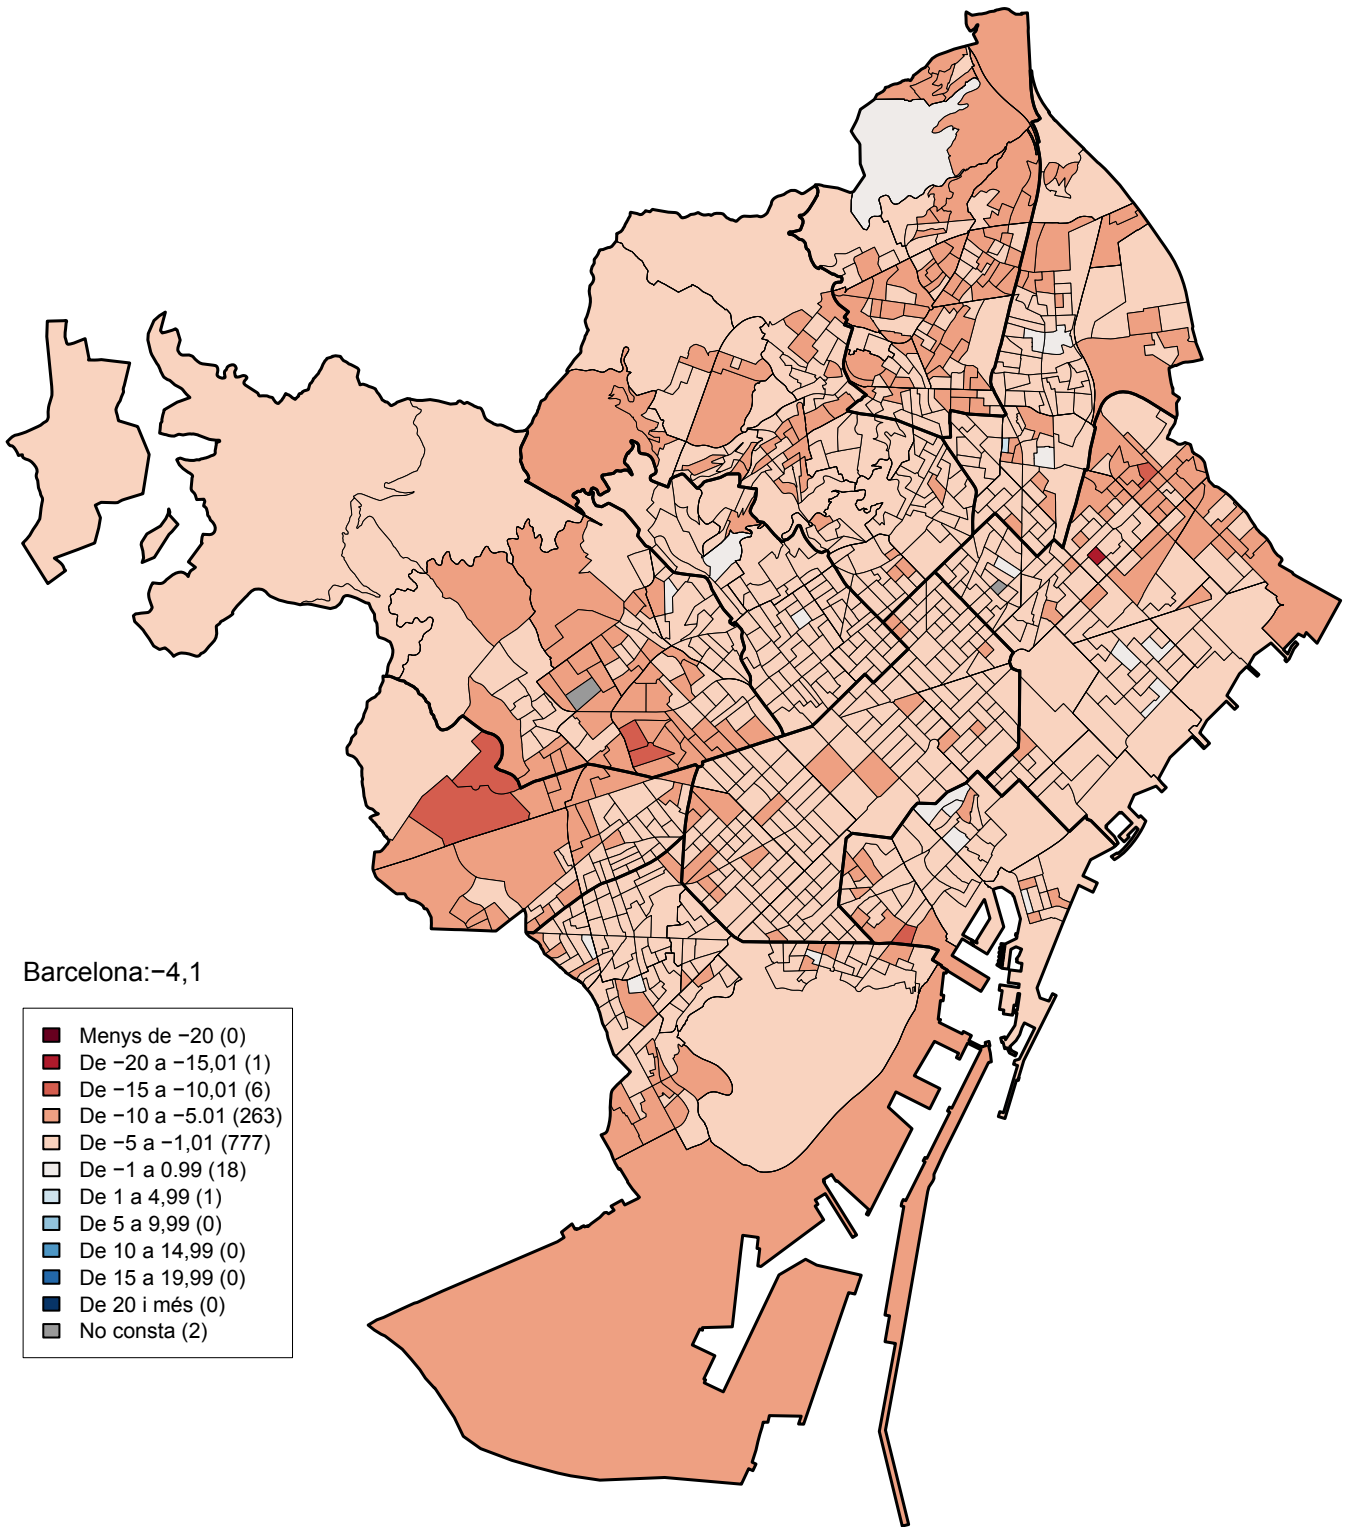 Barcelona:−4,1
Menys de −20 (0)
De −20 a −15,01 (1)
De −15 a −10,01 (6)
De −10 a −5.01 (263)
De −5 a −1,01 (777)
De −1 a 0.99 (18)
De 1 a 4,99 (1)
De 5 a 9,99 (0)
De 10 a 14,99 (0)
De 15 a 19,99 (0)
De 20 i més (0)
No consta (2)